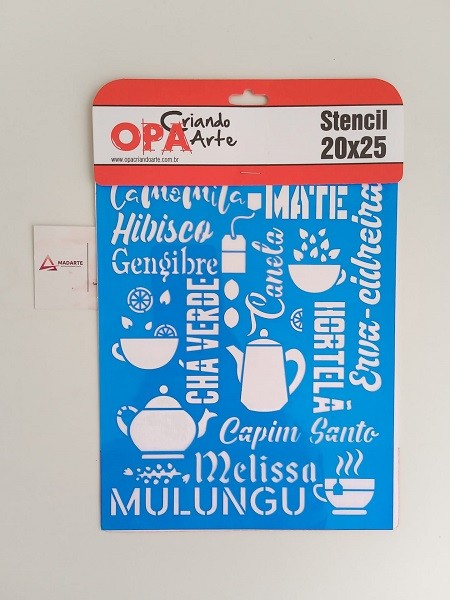 Criando
OPA Arte
www.opacriandoarte.com.br
Stencil
20x25
Camomila
MATE
Hibisco
Gengibre
Canela
Erva-cidreira
CHÁ VERDE
HORTELÃ
MADARTE
Capim Santo
Melissa
MULUNGU